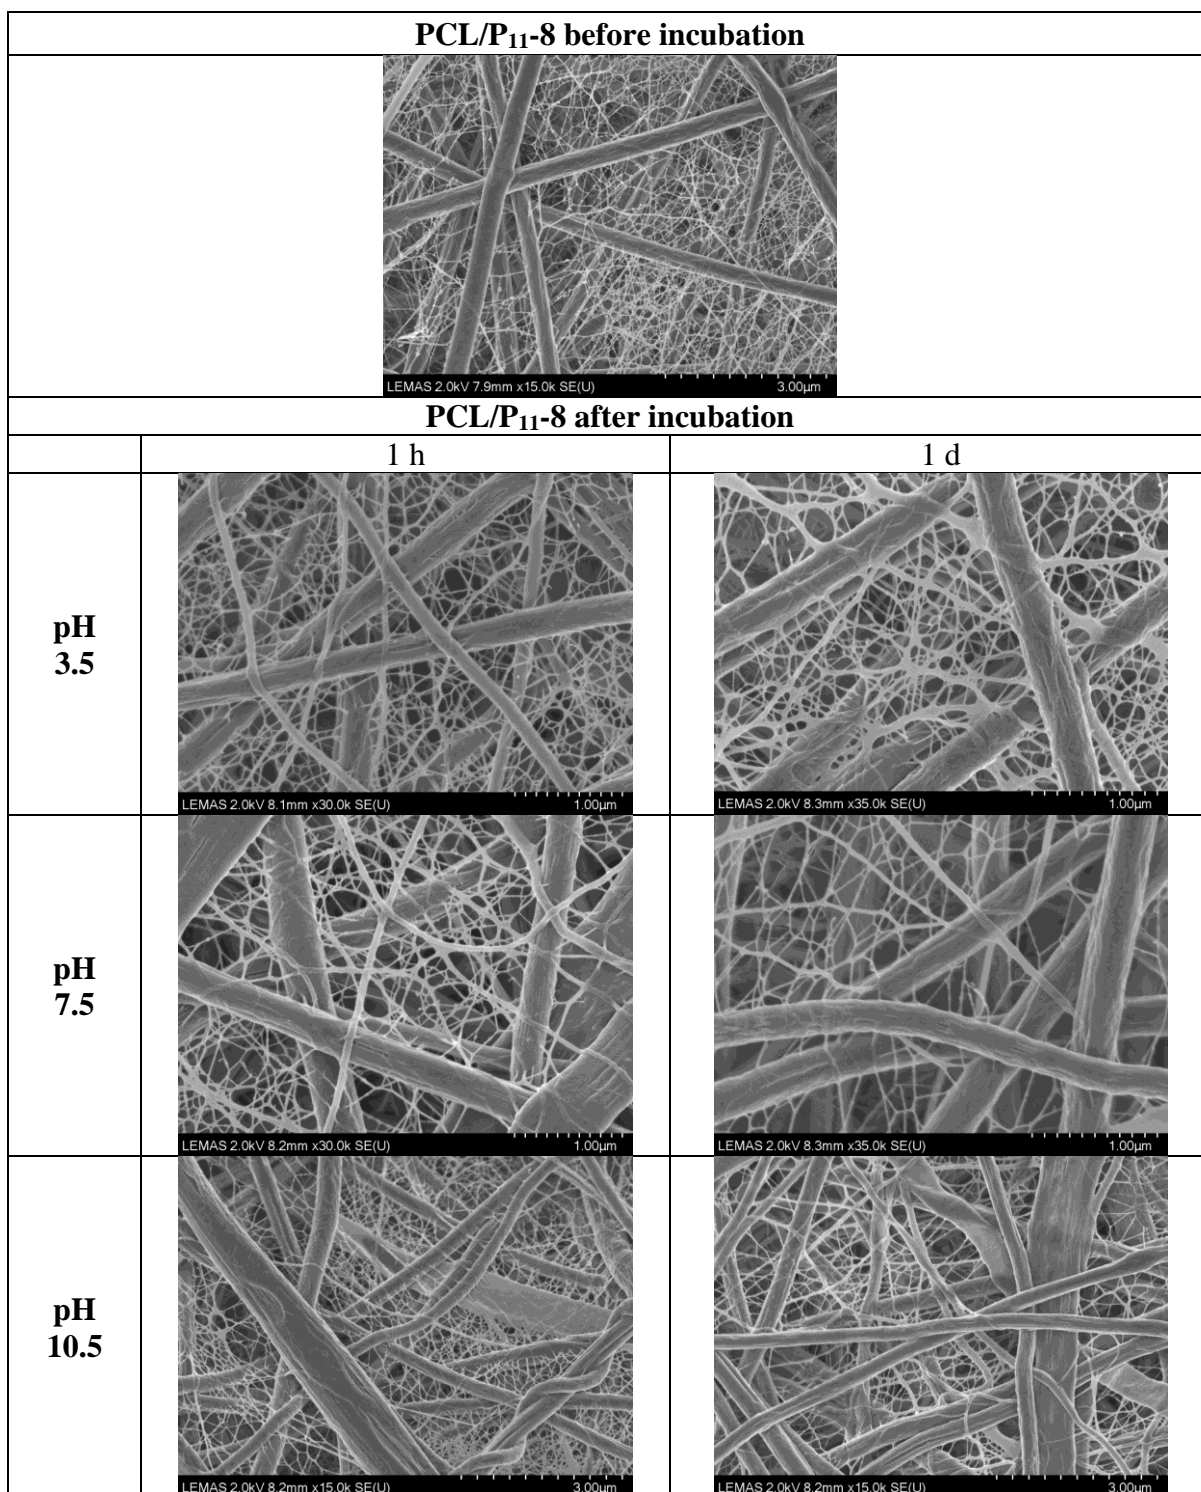 PCL/P₁₁-8 before incubation
LEMAS 2.0kV 7.9mm x15.0k SE(U) 3.00µm
PCL/P₁₁-8 after incubation
1 h 1 d
pH
3.5
LEMAS 2.0kV 8.1mm x30.0k SE(U) 1.00µm
LEMAS 2.0kV 8.3mm x35.0k SE(U) 1.00µm
pH
7.5
LEMAS 2.0kV 8.2mm x30.0k SE(U) 1.00µm
LEMAS 2.0kV 8.3mm x35.0k SE(U) 1.00µm
pH
10.5
LEMAS 2.0kV 8.2mm x15.0k SE(U) 3.00µm
LEMAS 2.0kV 8.2mm x15.0k SE(U) 3.00µm